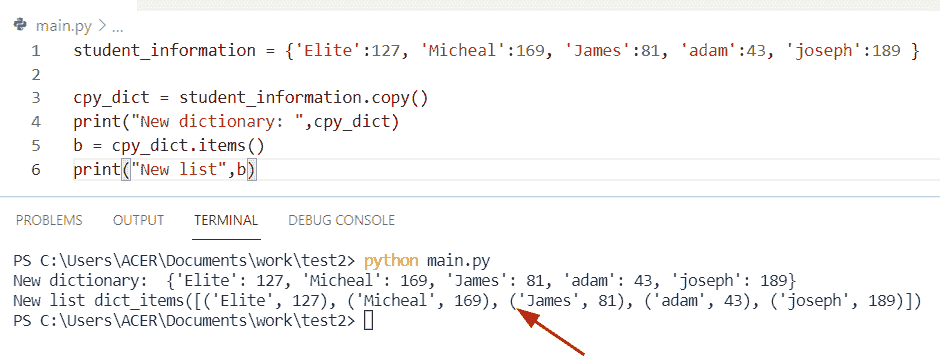 main.py > ...
1 student_information = {'Elite':127, 'Micheal':169, 'James':81, 'adam':43, 'joseph':189 }
2
3 cpy_dict = student_information.copy()
4 print("New dictionary: ",cpy_dict)
5 b = cpy_dict.items()
6 print("New list",b)
PROBLEMS OUTPUT TERMINAL DEBUG CONSOLE
PS C:\Users\ACER\Documents\work\test2> python main.py
New dictionary:  {'Elite': 127, 'Micheal': 169, 'James': 81, 'adam': 43, 'joseph': 189}
New list dict_items([('Elite', 127), ('Micheal', 169), ('James', 81), ('adam', 43), ('joseph', 189)])
PS C:\Users\ACER\Documents\work\test2>